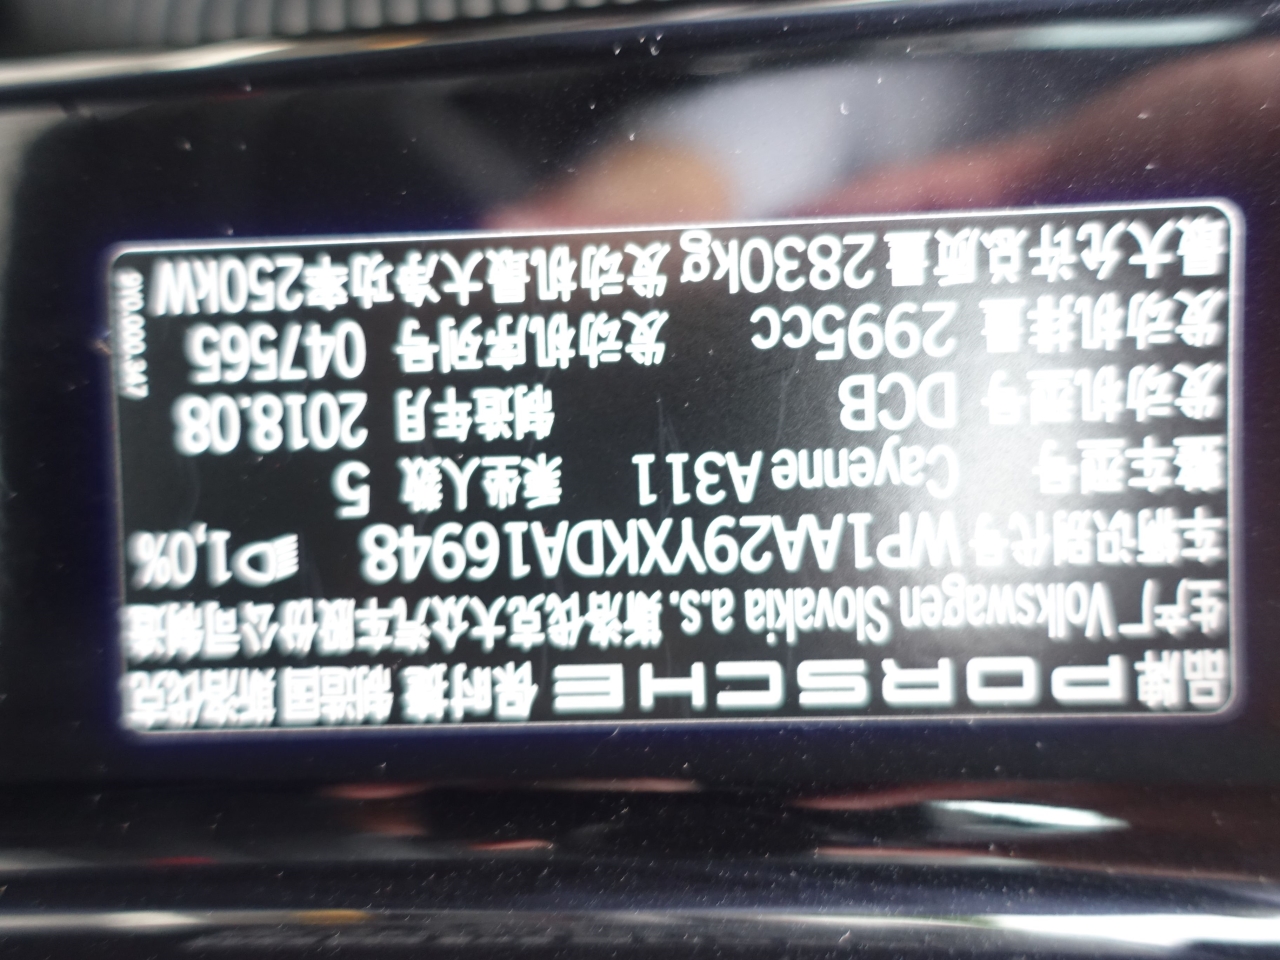 品牌 PORSCHE 保时捷 制造国 斯洛伐克
生产厂 Volkswagen Slovakia a.s. 斯洛伐克大众汽车股份公司制造
车辆识别代号 WP1AA29YXKDA16948 1,0%
整车型号 Cayenne A311 乘坐人数 5
发动机型号 DCB 制造年月 2018.08
发动机排量 2995cc 发动机序列号 047565
最大允许总质量 2830kg 发动机最大净功率250kW
9Y0.000.347